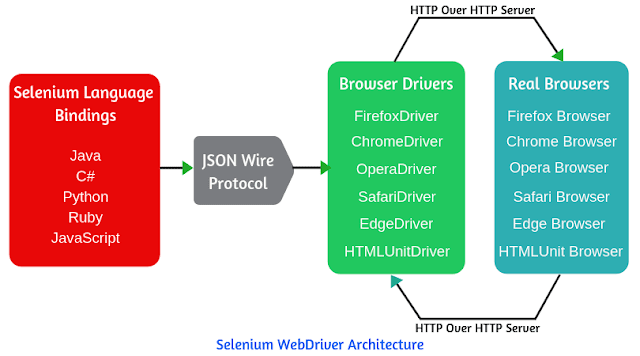 HTTP Over HTTP Server
Selenium Language
Bindings
Java
C#
Python
Ruby
JavaScript
JSON Wire
Protocol
Browser Drivers
FirefoxDriver
ChromeDriver
OperaDriver
SafariDriver
EdgeDriver
HTMLUnitDriver
Real Browsers
Firefox Browser
Chrome Browser
Opera Browser
Safari Browser
Edge Browser
HTMLUnit Browser
HTTP Over HTTP Server
Selenium WebDriver Architecture